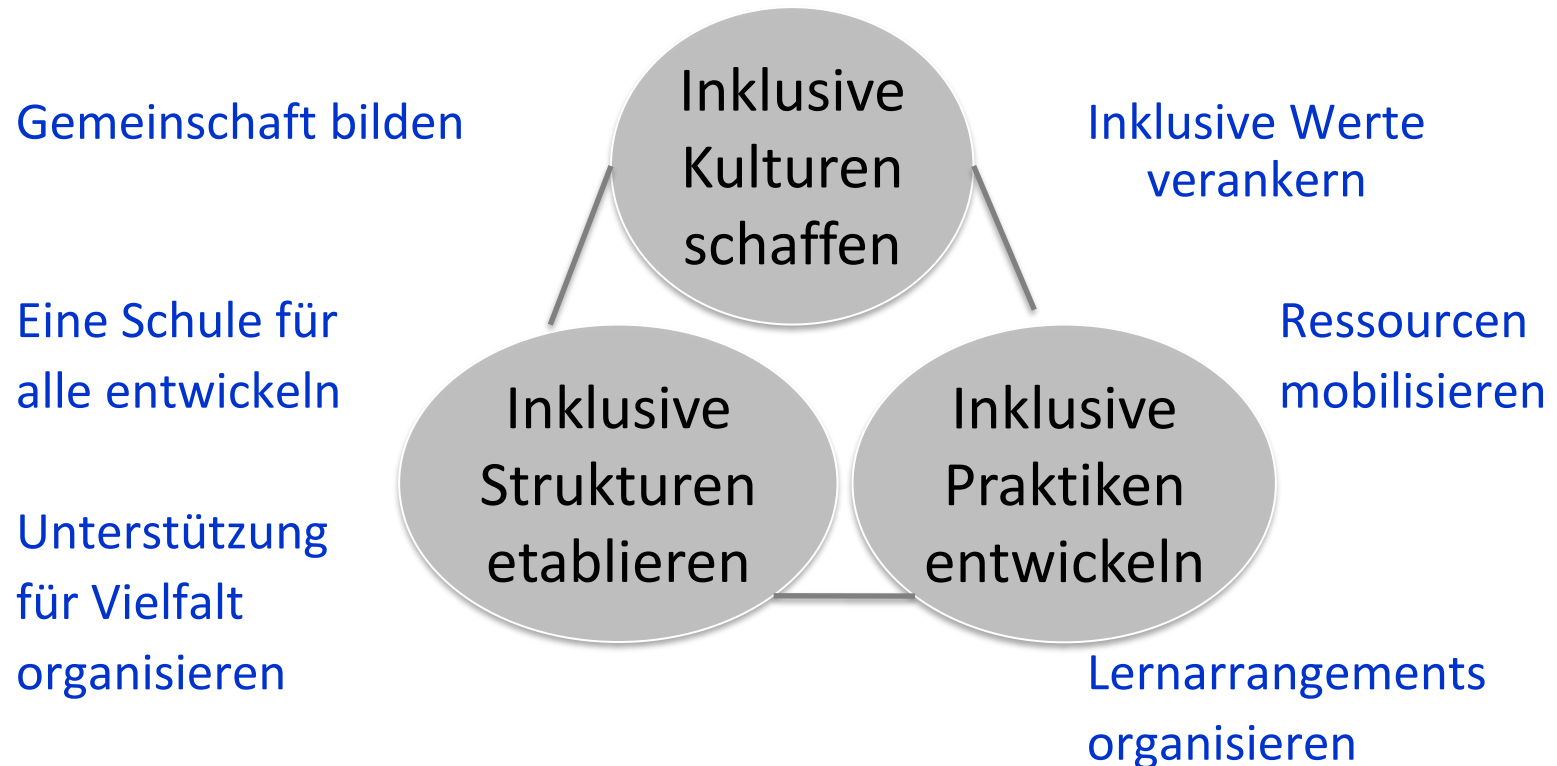 Inklusive
Kulturen
schaffen
Gemeinschaft bilden
Inklusive Werte
verankern
Eine Schule für
alle entwickeln
Ressourcen
mobilisieren
Inklusive
Strukturen
etablieren
Inklusive
Praktiken
entwickeln
Unterstützung
für Vielfalt
organisieren
Lernarrangements
organisieren